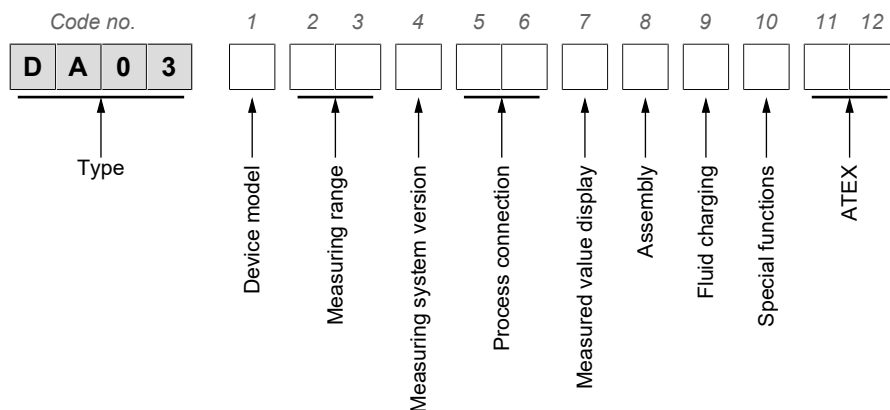 Code no. 1 2 3 4 5 6 7 8 9 10 11 12
D A 0 3
Type
Device model
Measuring range
Measuring system version
Process connection
Measured value display
Assembly
Fluid charging
Special functions
ATEX